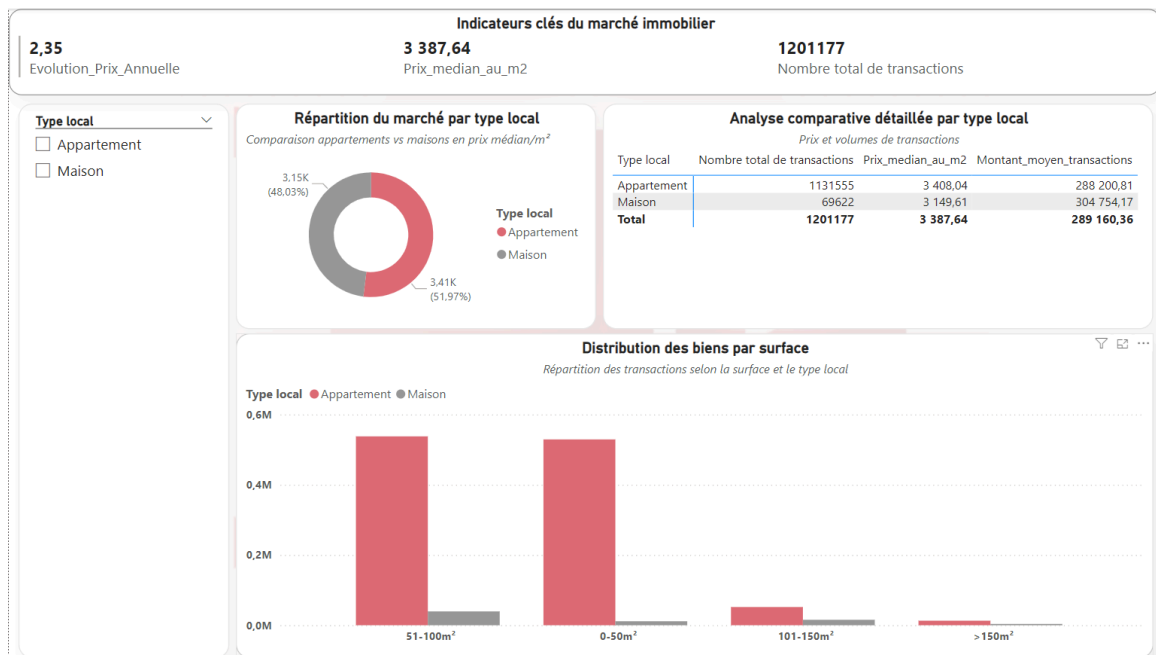 Indicateurs clés du marché immobilier
2,35
Evolution_Prix_Annuelle
3 387,64
Prix_median_au_m2
1201177
Nombre total de transactions
Type local
Appartement
Maison
Répartition du marché par type local
Comparaison appartements vs maisons en prix médian/m²
3,15K
(48.03%)
3,41K
(51.97%)
Type local
Appartement
Maison
Analyse comparative détaillée par type local
Prix et volumes de transactions
Type local Nombre total de transactions Prix_median_au_m2 Montant_moyen_transactions
Appartement 1131555 3 408,04 288 200,81
Maison 69622 3 149,61 304 754,17
Total 1201177 3 387,64 289 160,36
Distribution des biens par surface
Répartition des transactions selon la surface et le type local
Type local Appartement Maison
0,6M
0,4M
0,2M
0,0M
51-100m² 0-50m² 101-150m² >150m²